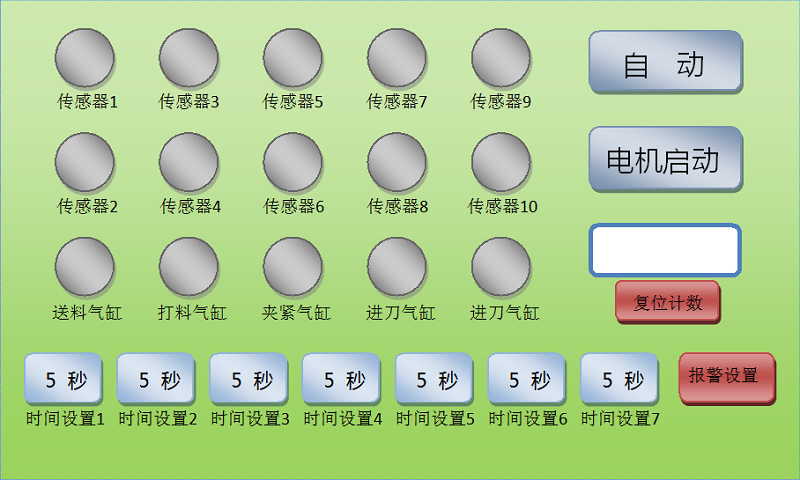 传感器1 传感器3 传感器5 传感器7 传感器9
自 动
传感器2 传感器4 传感器6 传感器8 传感器10
电机启动
送料气缸 打料气缸 夹紧气缸 进刀气缸 进刀气缸
复位计数
5 秒 5 秒 5 秒 5 秒 5 秒 5 秒 5 秒
报警设置
时间设置1 时间设置2 时间设置3 时间设置4 时间设置5 时间设置6 时间设置7